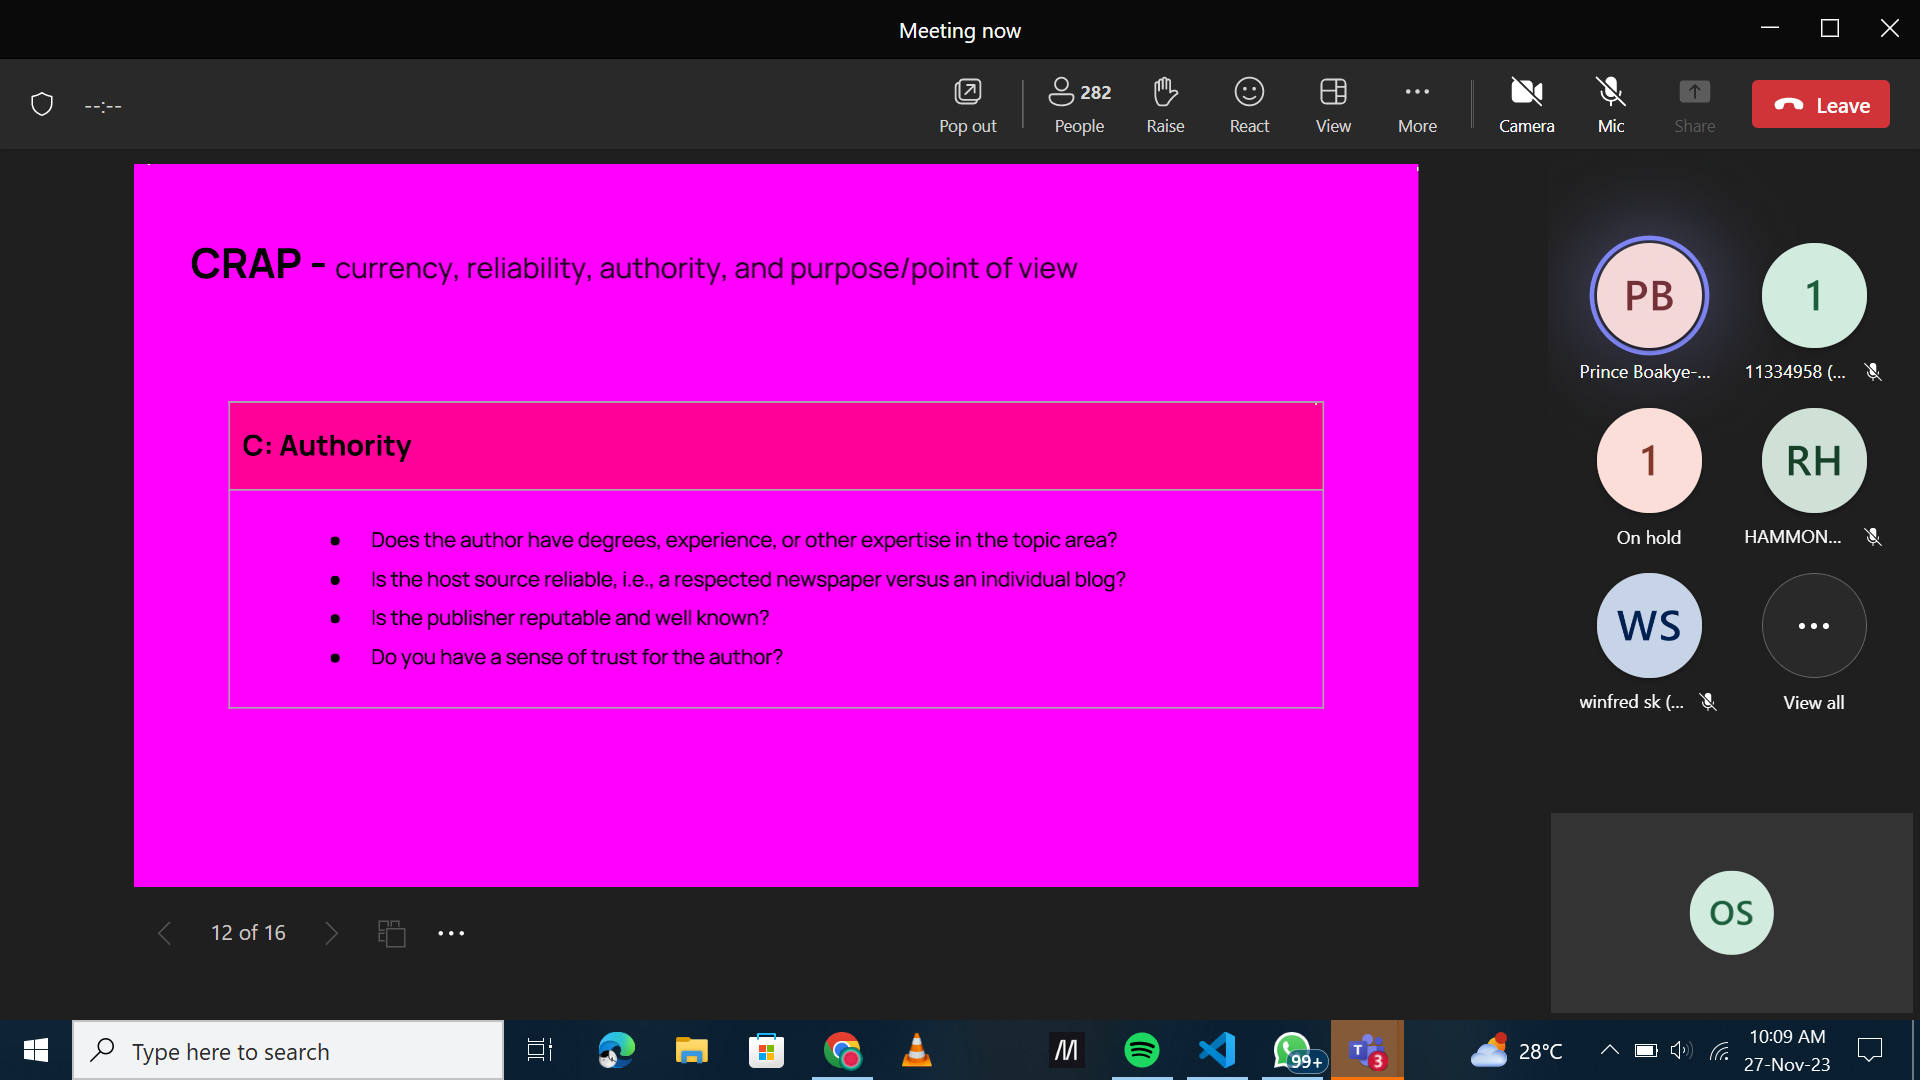 Meeting now
--:--
Pop out
282
People
Raise
React
View
More
Camera
Mic
Share
Leave
CRAP - currency, reliability, authority, and purpose/point of view
C: Authority
● Does the author have degrees, experience, or other expertise in the topic area?
● Is the host source reliable, i.e., a respected newspaper versus an individual blog?
● Is the publisher reputable and well known?
● Do you have a sense of trust for the author?
12 of 16
PB
Prince Boakye-...
1
11334958 (...
1
On hold
RH
HAMMON...
WS
winfred sk (...
View all
OS
Type here to search
99+
T
3
28°C
10:09 AM
27-Nov-23